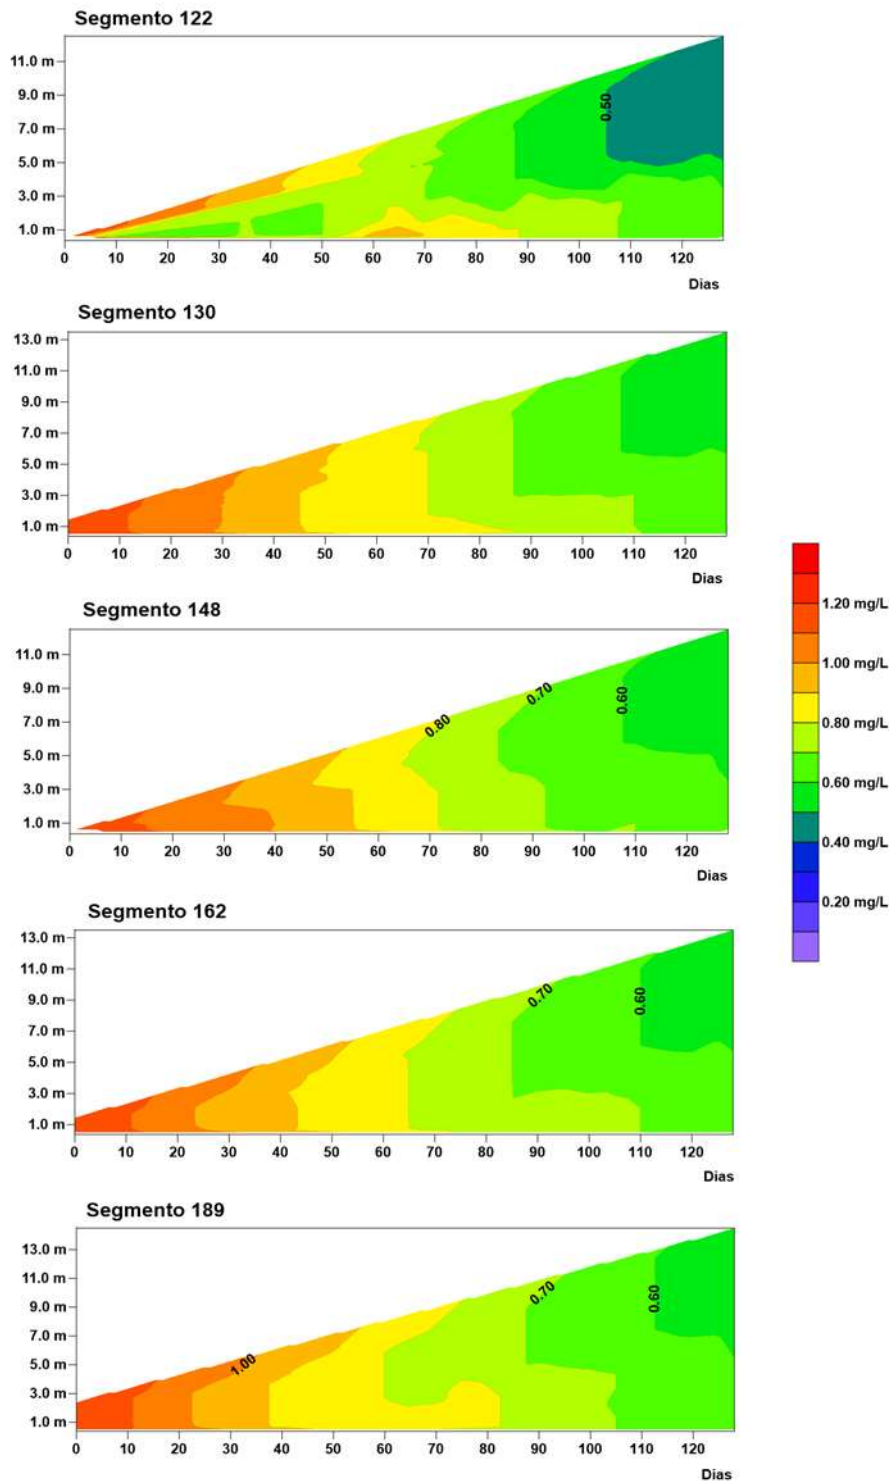 Segmento 122
11.0 m
9.0 m
7.0 m
5.0 m
3.0 m
1.0 m
0.50
0 10 20 30 40 50 60 70 80 90 100 110 120
Dias
Segmento 130
13.0 m
11.0 m
9.0 m
7.0 m
5.0 m
3.0 m
1.0 m
0 10 20 30 40 50 60 70 80 90 100 110 120
Dias
Segmento 148
11.0 m
9.0 m
7.0 m
5.0 m
3.0 m
1.0 m
0.80 0.70 0.60
0 10 20 30 40 50 60 70 80 90 100 110 120
Dias
1.20 mg/L
1.00 mg/L
0.80 mg/L
0.60 mg/L
0.40 mg/L
0.20 mg/L
Segmento 162
13.0 m
11.0 m
9.0 m
7.0 m
5.0 m
3.0 m
1.0 m
0.70 0.60
0 10 20 30 40 50 60 70 80 90 100 110 120
Dias
Segmento 189
13.0 m
11.0 m
9.0 m
7.0 m
5.0 m
3.0 m
1.0 m
1.00 0.70 0.60
0 10 20 30 40 50 60 70 80 90 100 110 120
Dias